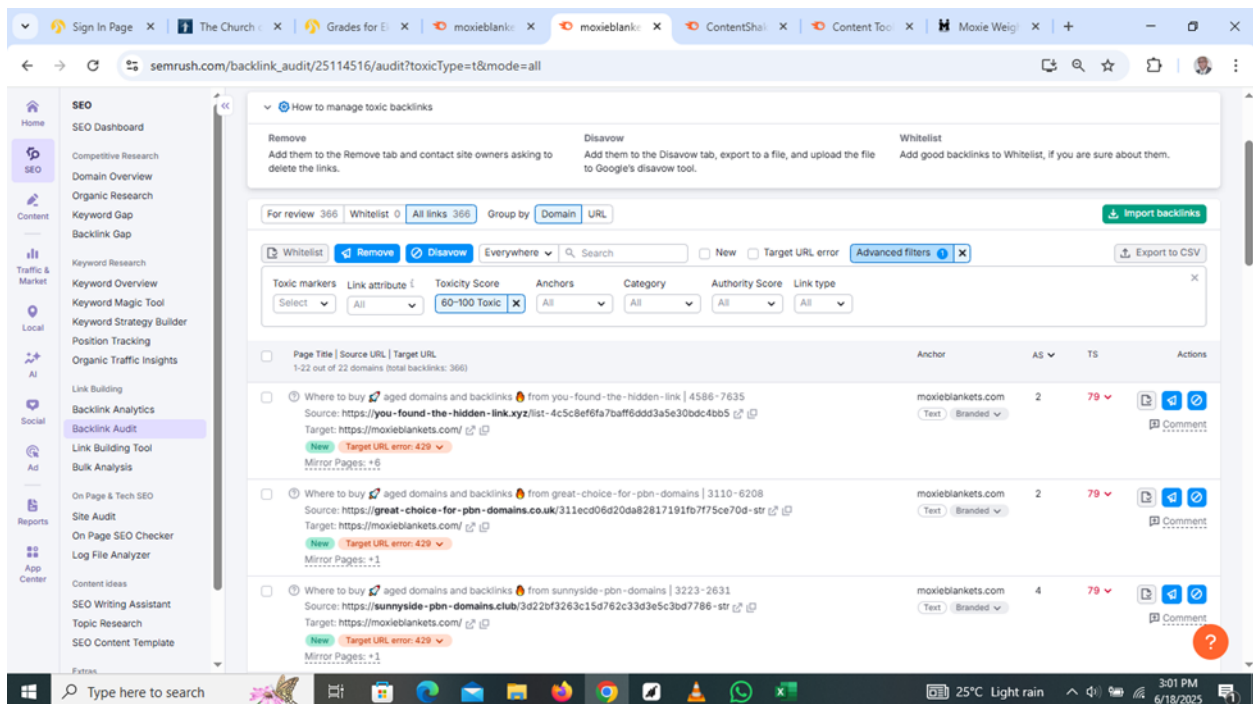 Sign In Page
The Church
Grades for E
moxieblanke
moxieblanke
ContentShak
Content Too
Moxie Weigh
semrush.com/backlink_audit/25114516/audit?toxicType=t&mode=all
Home
SEO
Content
Traffic &
Market
Local
AI
Social
Ad
Reports
App
Center
SEO
SEO Dashboard
Competitive Research
Domain Overview
Organic Research
Keyword Gap
Backlink Gap
Keyword Research
Keyword Overview
Keyword Magic Tool
Keyword Strategy Builder
Position Tracking
Organic Traffic Insights
Link Building
Backlink Analytics
Backlink Audit
Link Building Tool
Bulk Analysis
On Page & Tech SEO
Site Audit
On Page SEO Checker
Log File Analyzer
Content ideas
SEO Writing Assistant
Topic Research
SEO Content Template
Extras
How to manage toxic backlinks
Remove
Add them to the Remove tab and contact site owners asking to
delete the links.
Disavow
Add them to the Disavow tab, export to a file, and upload the file
to Google's disavow tool.
Whitelist
Add good backlinks to Whitelist, if you are sure about them.
For review 366 Whitelist 0 All links 366 Group by Domain URL Import backlinks
Whitelist Remove Disavow Everywhere Search New Target URL error Advanced filters 1 Export to CSV
Toxic markers Link attribute i Toxicity Score Anchors Category Authority Score Link type
Select All 60-100 Toxic All All All All
Page Title | Source URL | Target URL Anchor AS TS Actions
1-22 out of 22 domains (total backlinks: 366)
Where to buy 🚀 aged domains and backlinks 🔥 from you-found-the-hidden-link | 4586-7635 moxieblankets.com 2 79
Source: https://you-found-the-hidden-link.xyz/list-4c5c8ef6fa7baff6ddd3a5e30bdc4bb5 Text Branded
Target: https://moxieblankets.com/ Comment
New Target URL error: 429
Mirror Pages: +6
Where to buy 🚀 aged domains and backlinks 🔥 from great-choice-for-pbn-domains | 3110-6208 moxieblankets.com 2 79
Source: https://great-choice-for-pbn-domains.co.uk/311ecd06d20da82817191fb7f75ce70d-str Text Branded
Target: https://moxieblankets.com/ Comment
New Target URL error: 429
Mirror Pages: +1
Where to buy 🚀 aged domains and backlinks 🔥 from sunnyside-pbn-domains | 3223-2631 moxieblankets.com 4 79
Source: https://sunnyside-pbn-domains.club/3d22bf3263c15d762c33d3e5c3bd7786-str Text Branded
Target: https://moxieblankets.com/ Comment
New Target URL error: 429
Mirror Pages: +1
?
Type here to search
25°C Light rain
3:01 PM
6/18/2025